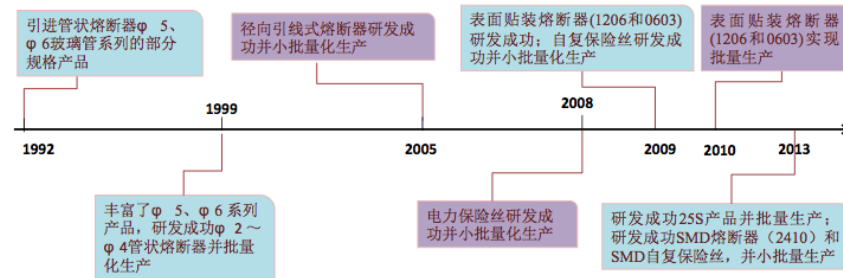 引进管状熔断器φ 5、
φ 6玻璃管系列的部分
规格产品
径向引线式熔断器研发成
功并小批量化生产
表面贴装熔断器(1206和0603)
研发成功；自复保险丝研发成
功并小批量化生产
表面贴装熔断器
(1206和0603)实现
批量生产
1999
2008
1992
2005
2009
2010
2013
丰富了φ 5、φ 6 系列
产品，研发成功φ 2～
φ 4管状熔断器并批量
化生产
电力保险丝研发成
功并小批量化生产
研发成功25S产品并批量生产；
研发成功SMD熔断器（2410）和
SMD自复保险丝，并小批量生产